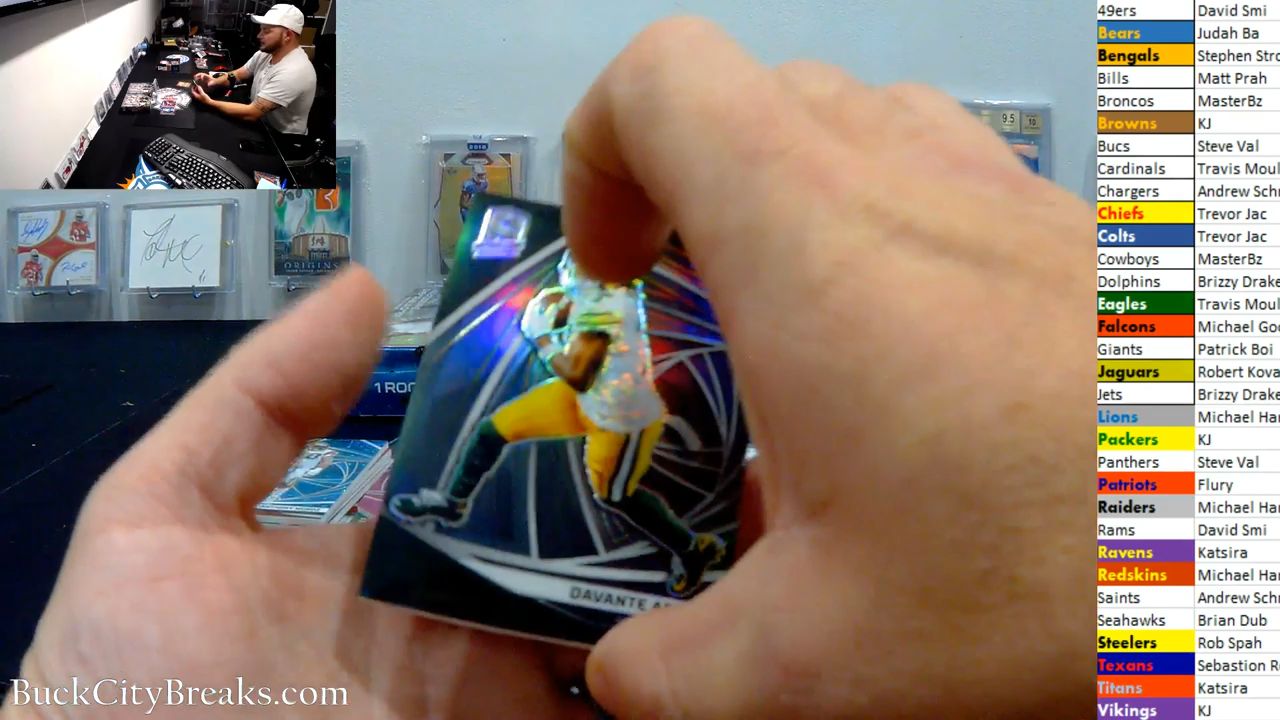 49ers David Smi
Bears Judah Ba
Bengals Stephen Stro
Bills Matt Prah
Broncos MasterBz
Browns KJ
Bucs Steve Val
Cardinals Travis Moul
Chargers Andrew Schr
Chiefs Trevor Jac
Colts Trevor Jac
Cowboys MasterBz
Dolphins Brizzy Drake
Eagles Travis Moul
Falcons Michael Goo
Giants Patrick Boi
Jaguars Robert Kova
Jets Brizzy Drake
Lions Michael Har
Packers KJ
Panthers Steve Val
Patriots Flury
Raiders Michael Har
Rams David Smi
Ravens Katsira
Redskins Michael Har
Saints Andrew Schr
Seahawks Brian Dub
Steelers Rob Spah
Texans Sebastion R
Titans Katsira
Vikings KJ
2018
9.5 10
ORIGINS
1 ROO
DAVANTE A
BuckCityBreaks.com